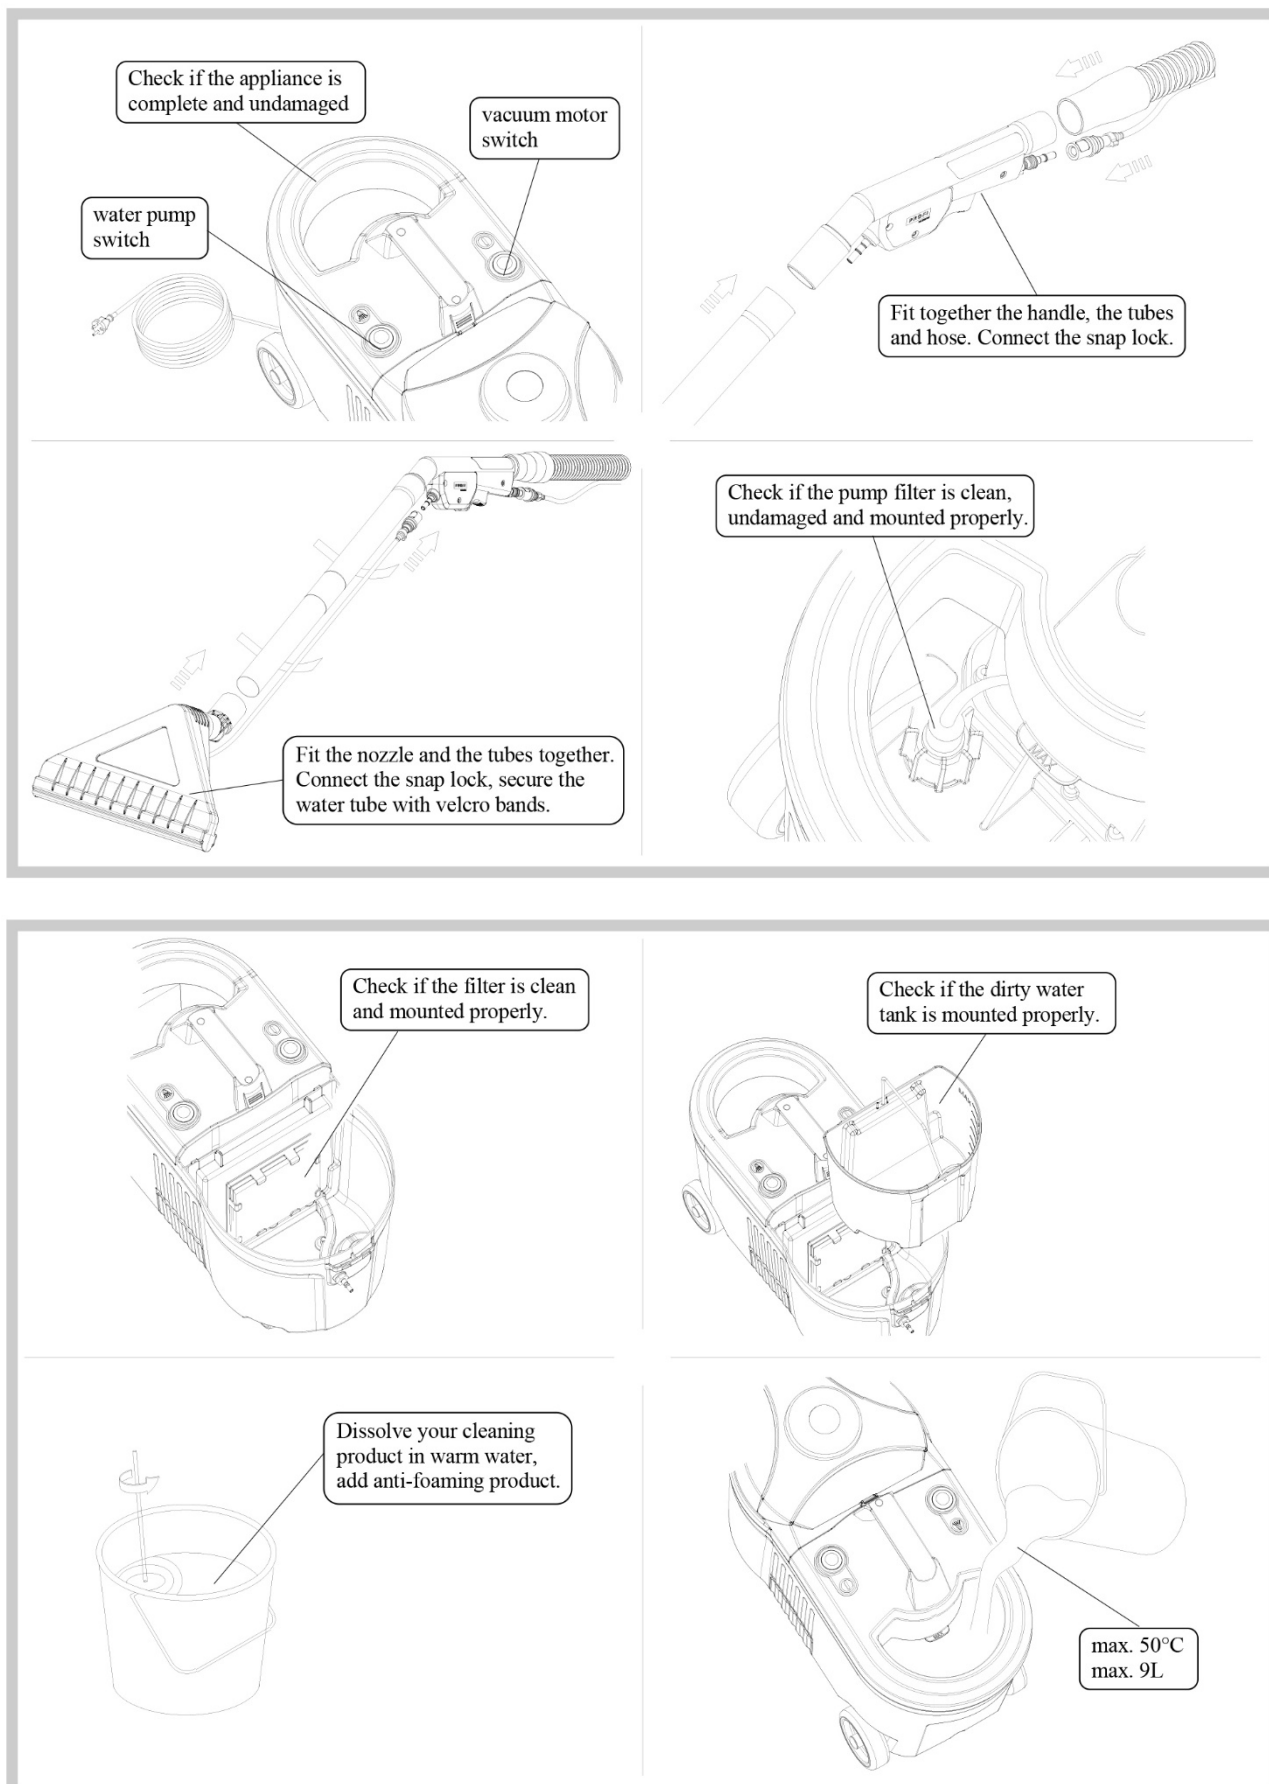 Check if the appliance is
complete and undamaged
vacuum motor
switch
water pump
switch
Fit together the handle, the tubes
and hose. Connect the snap lock.
Fit the nozzle and the tubes together.
Connect the snap lock, secure the
water tube with velcro bands.
Check if the pump filter is clean,
undamaged and mounted properly.
MAX
Check if the filter is clean
and mounted properly.
Check if the dirty water
tank is mounted properly.
Dissolve your cleaning
product in warm water,
add anti-foaming product.
max. 50°C
max. 9L